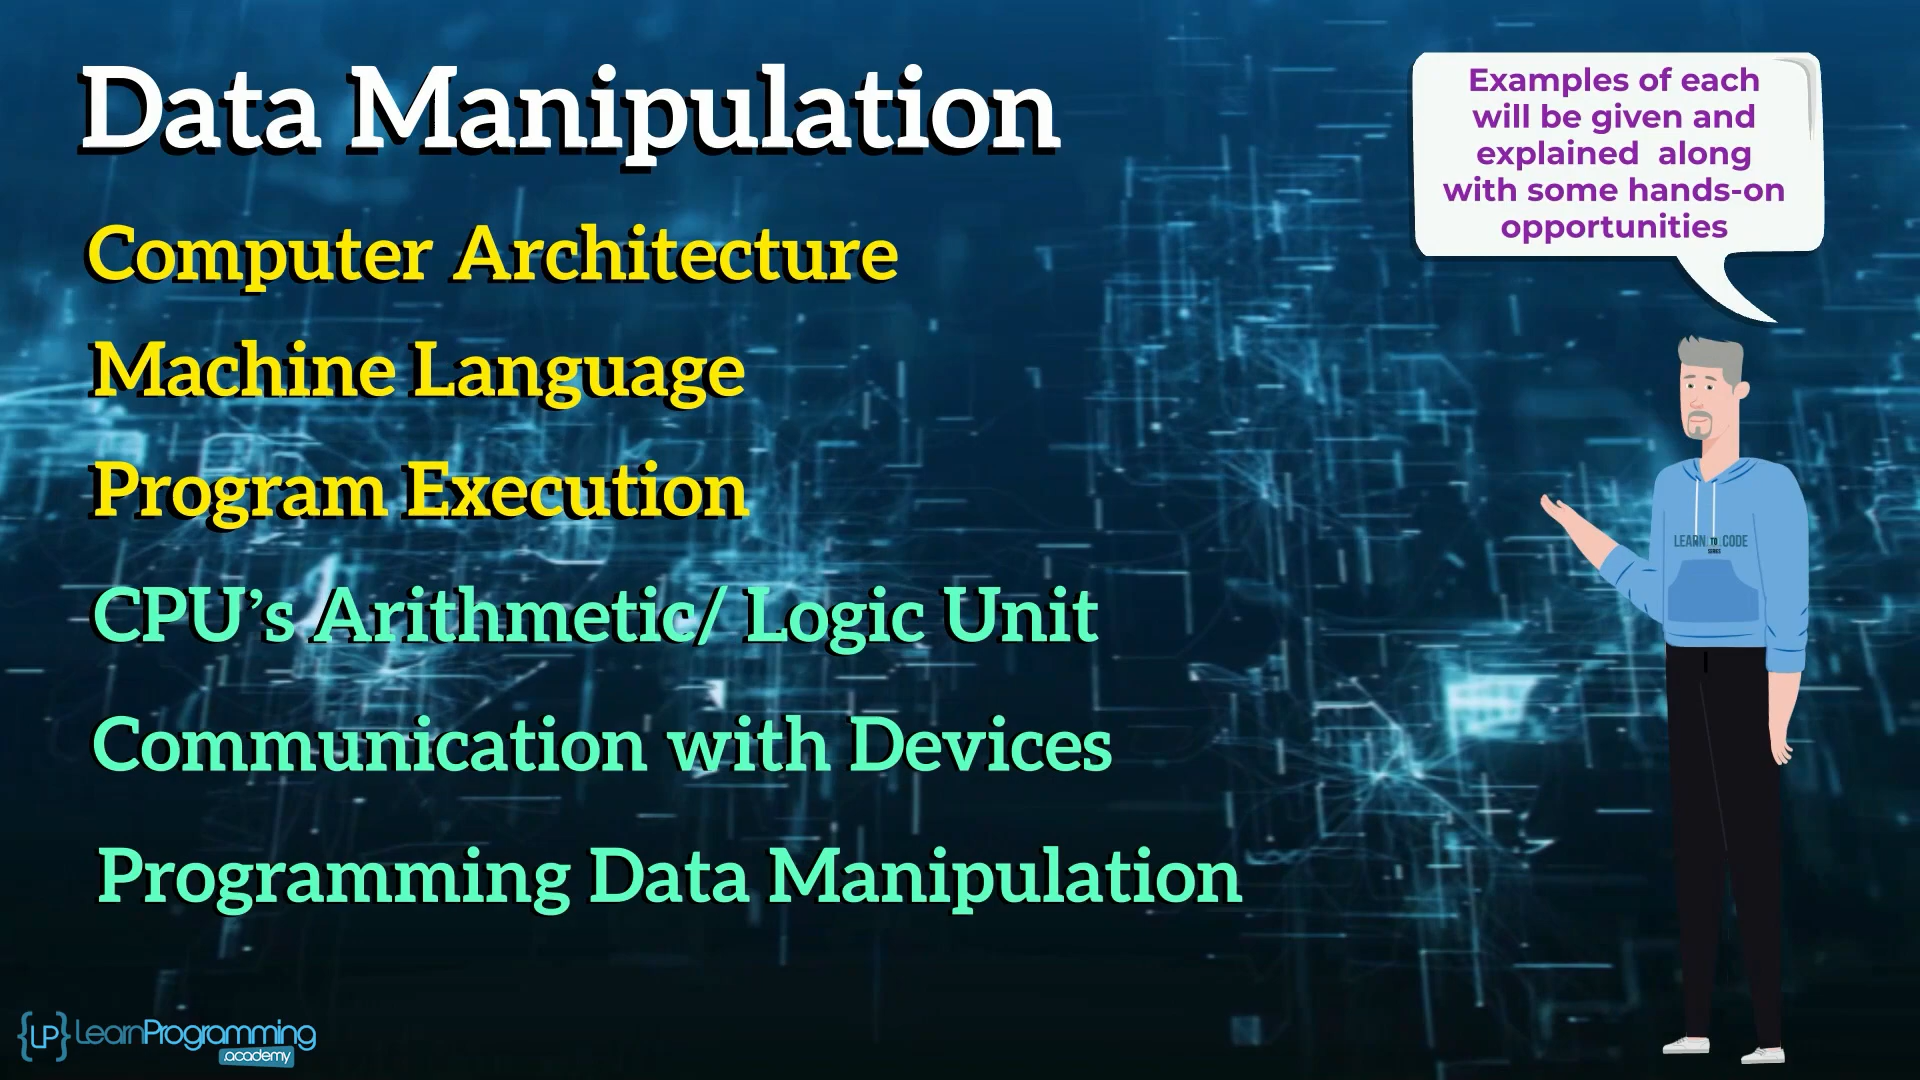 Data Manipulation
Examples of each
will be given and
explained along
with some hands-on
opportunities
Computer Architecture
Machine Language
Program Execution
CPU's Arithmetic/ Logic Unit
Communication with Devices
Programming Data Manipulation
LEARN TO CODE
SERIES
{LP} LearnProgramming
.academy